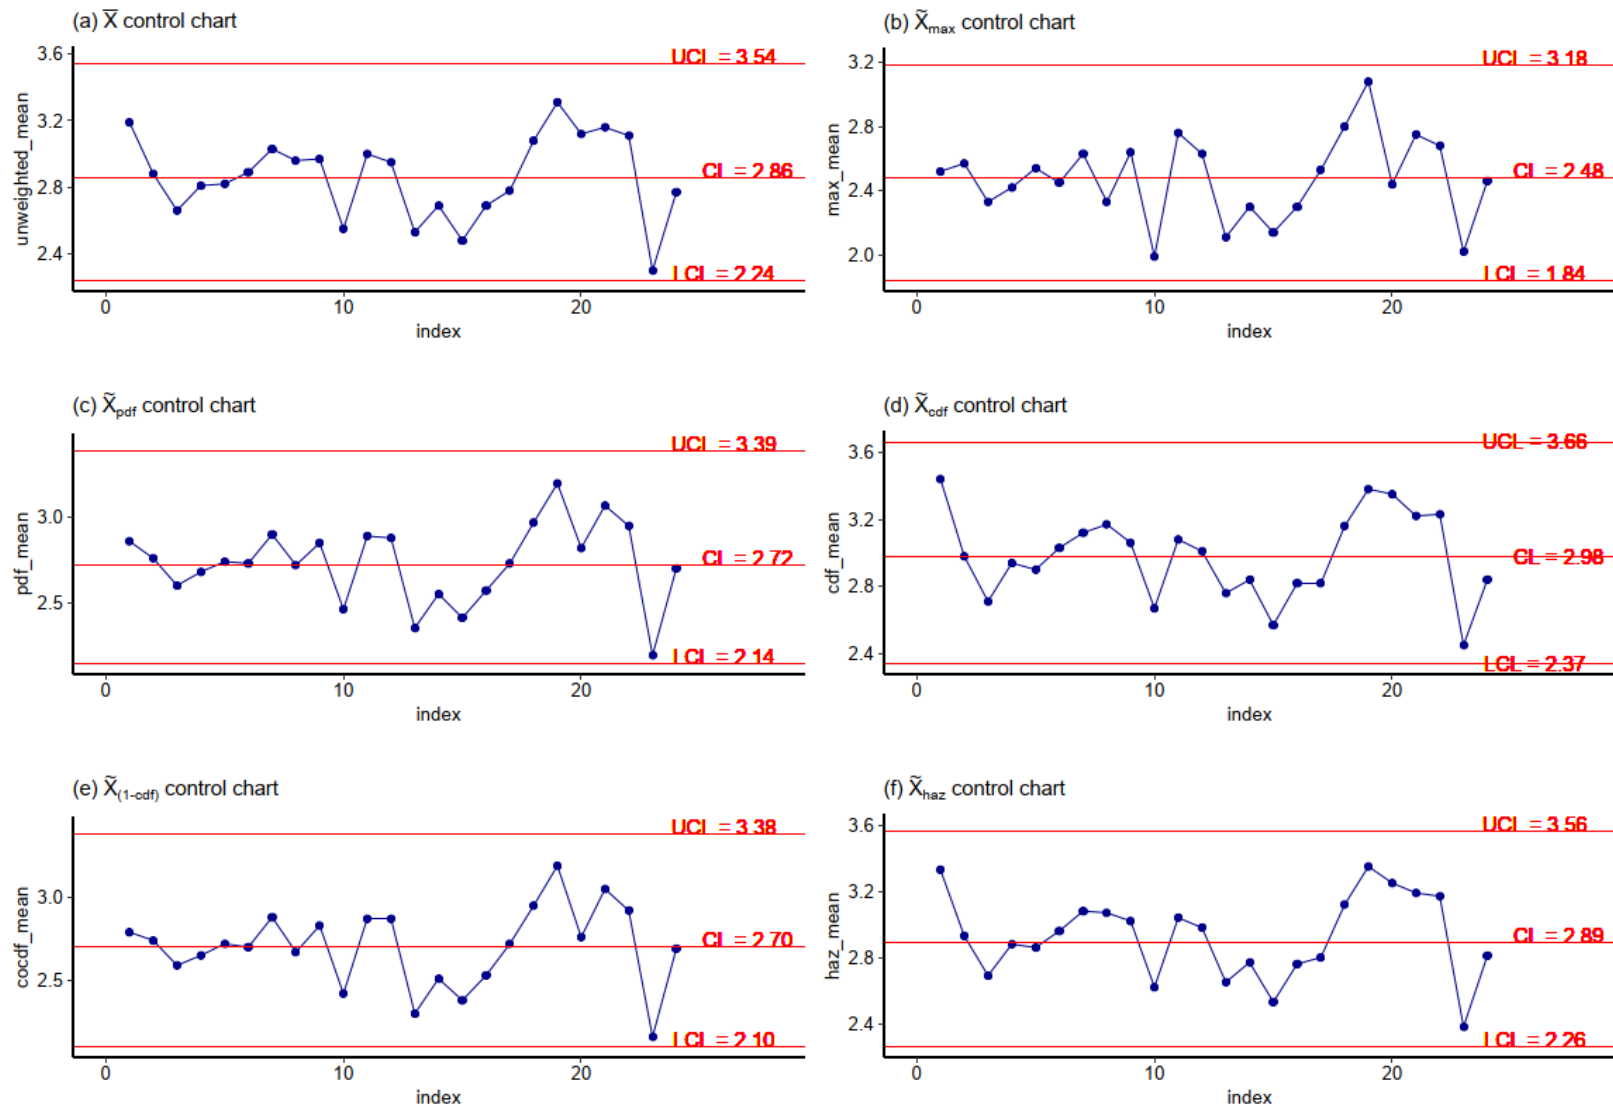 (a) X̅ control chart
UCL = 3.54
CL = 2.86
LCL = 2.24
3.6
3.2
2.8
2.4
unweighted_mean
0 10 20
index
(b) X̃max control chart
UCL = 3.18
CL = 2.48
LCL = 1.84
3.2
2.8
2.4
2.0
max_mean
0 10 20
index
(c) X̃pdf control chart
UCL = 3.39
CL = 2.72
LCL = 2.14
3.0
2.5
pdf_mean
0 10 20
index
(d) X̃cdf control chart
UCL = 3.66
CL = 2.98
LCL = 2.37
3.6
3.2
2.8
2.4
cdf_mean
0 10 20
index
(e) X̃(1-cdf) control chart
UCL = 3.38
CL = 2.70
LCL = 2.10
3.0
2.5
cocdf_mean
0 10 20
index
(f) X̃haz control chart
UCL = 3.56
CL = 2.89
LCL = 2.26
3.6
3.2
2.8
2.4
haz_mean
0 10 20
index